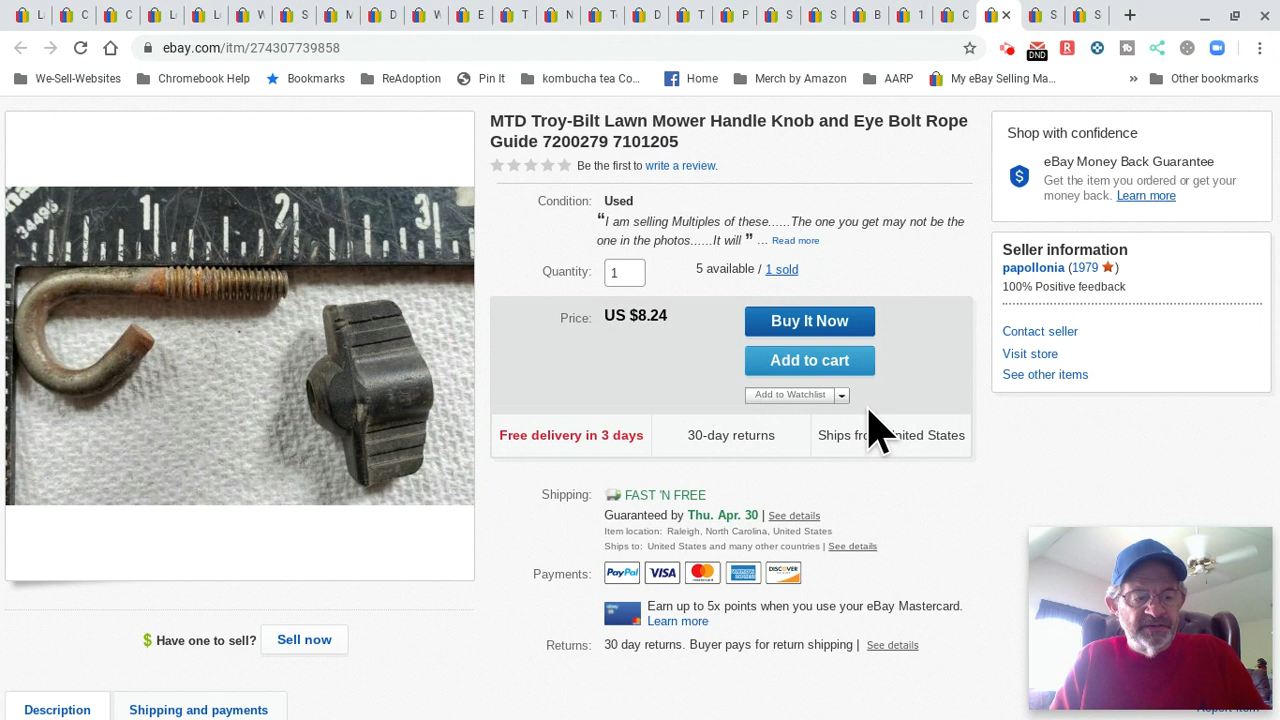 ebay.com/itm/274307739858
DND
We-Sell-Websites
Chromebook Help
Bookmarks
ReAdoption
Pin It
kombucha tea Co...
Home
Merch by Amazon
AARP
My eBay Selling Ma...
»
Other bookmarks
1 2 3
34495
MTD Troy-Bilt Lawn Mower Handle Knob and Eye Bolt Rope
Guide 7200279 7101205
Be the first to write a review.
Condition: Used
“I am selling Multiples of these......The one you get may not be the
one in the photos......It will ” ... Read more
Quantity: 1 5 available / 1 sold
Price: US $8.24
Buy It Now
Add to cart
Add to Watchlist
Free delivery in 3 days
30-day returns
Shipping:
FAST 'N FREE
Guaranteed by Thu. Apr. 30 | See details
Item location: Raleigh, North Carolina, United States
Ships to: United States and many other countries | See details
Payments: PayPal VISA mastercard DISCOVER
Earn up to 5x points when you use your eBay Mastercard.
Learn more
Returns: 30 day returns. Buyer pays for return shipping | See details
Shop with confidence
eBay Money Back Guarantee
Get the item you ordered or get your
money back. Learn more
Seller information
papollonia (1979 )
100% Positive feedback
Contact seller
Visit store
See other items
$ Have one to sell? Sell now
Description
Shipping and payments